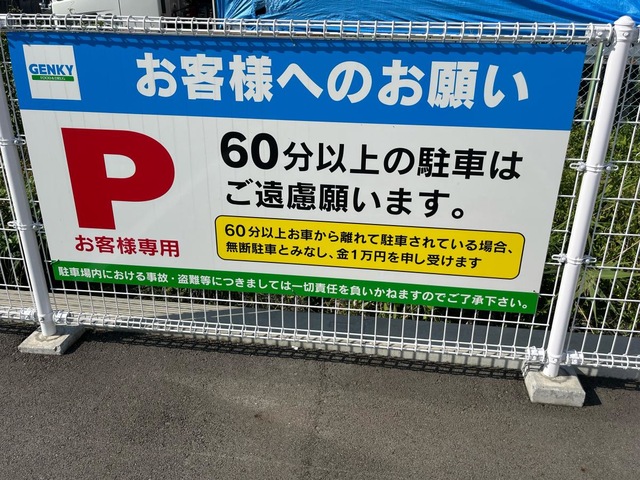 GENKY
FOOD & DRUG
お客様へのお願い
P
お客様専用
60分以上の駐車は
ご遠慮願います。
60分以上お車から離れて駐車されている場合、
無断駐車とみなし、金1万円を申し受けます
駐車場内における事故・盗難等につきましては一切責任を負いかねますのでご了承下さい。